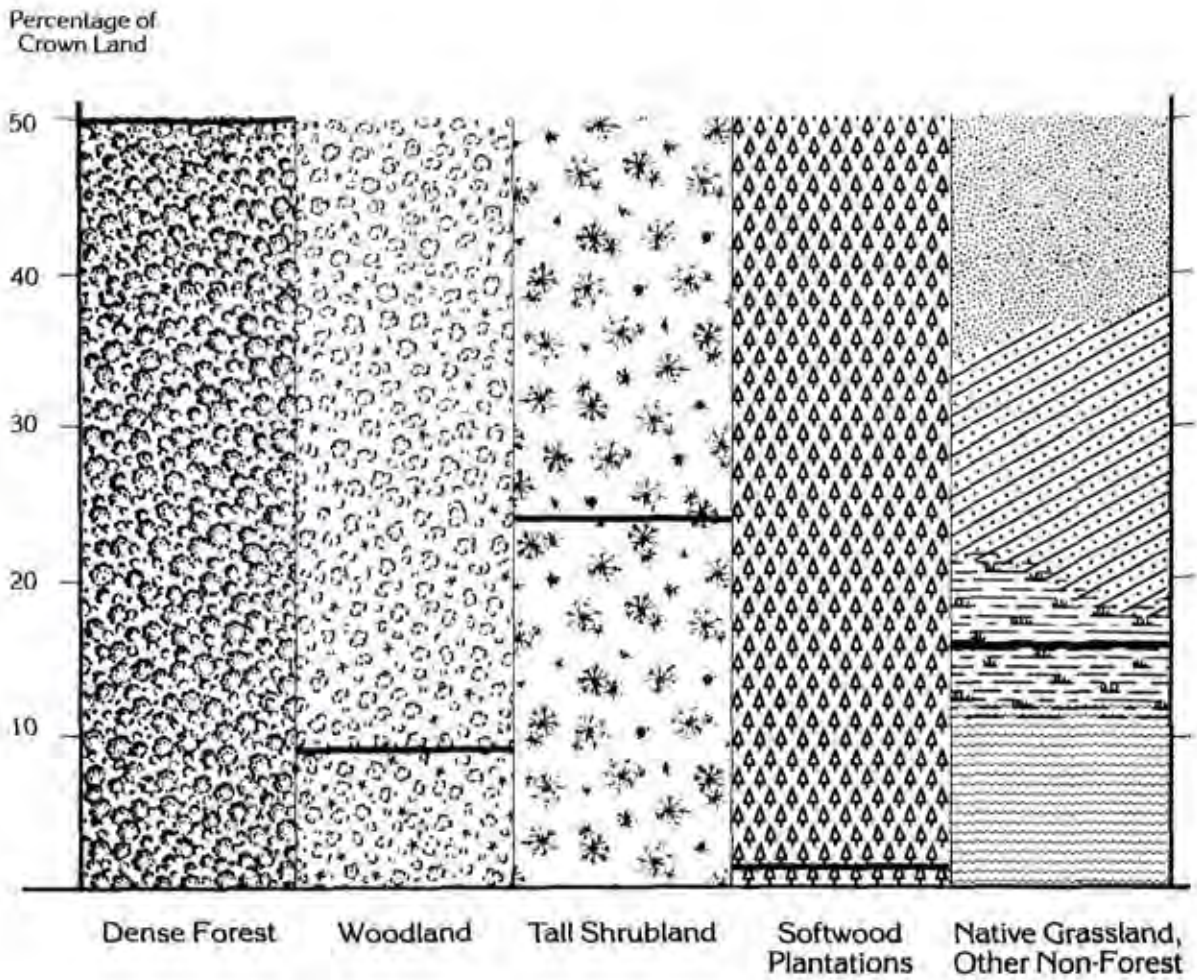 Percentage of
Crown Land
50
40
30
20
10
Dense Forest
Woodland
Tall Shrubland
Softwood
Plantations
Native Grassland,
Other Non-Forest